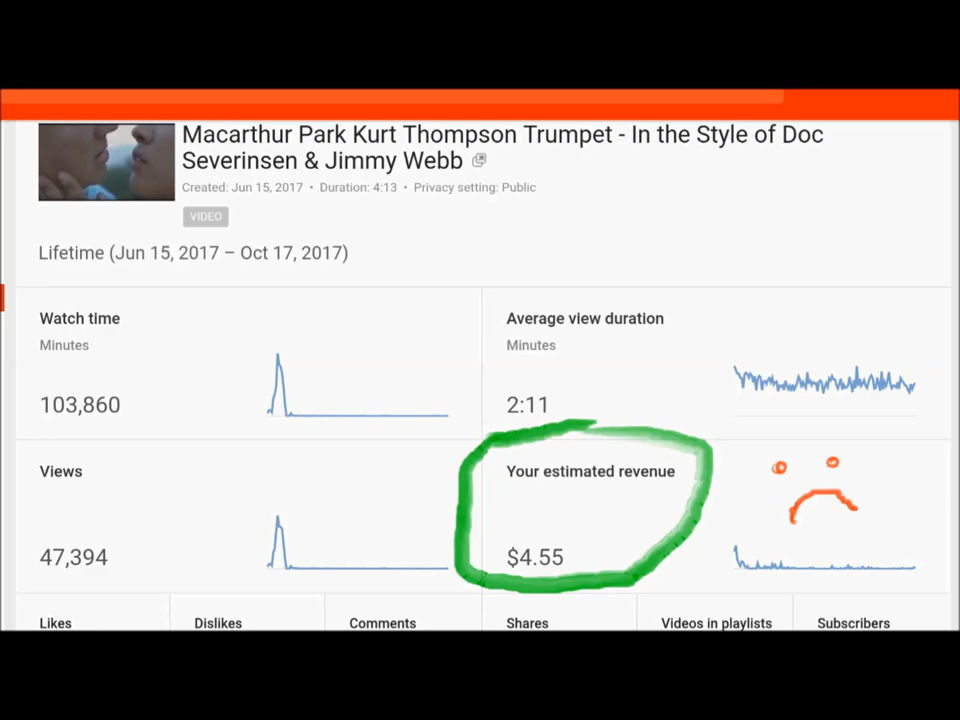 Macarthur Park Kurt Thompson Trumpet - In the Style of Doc
Severinsen & Jimmy Webb
Created: Jun 15, 2017 • Duration: 4:13 • Privacy setting: Public
VIDEO
Lifetime (Jun 15, 2017 – Oct 17, 2017)
Watch time
Minutes
103,860
Average view duration
Minutes
2:11
Views
47,394
Your estimated revenue
$4.55
Likes
Dislikes
Comments
Shares
Videos in playlists
Subscribers